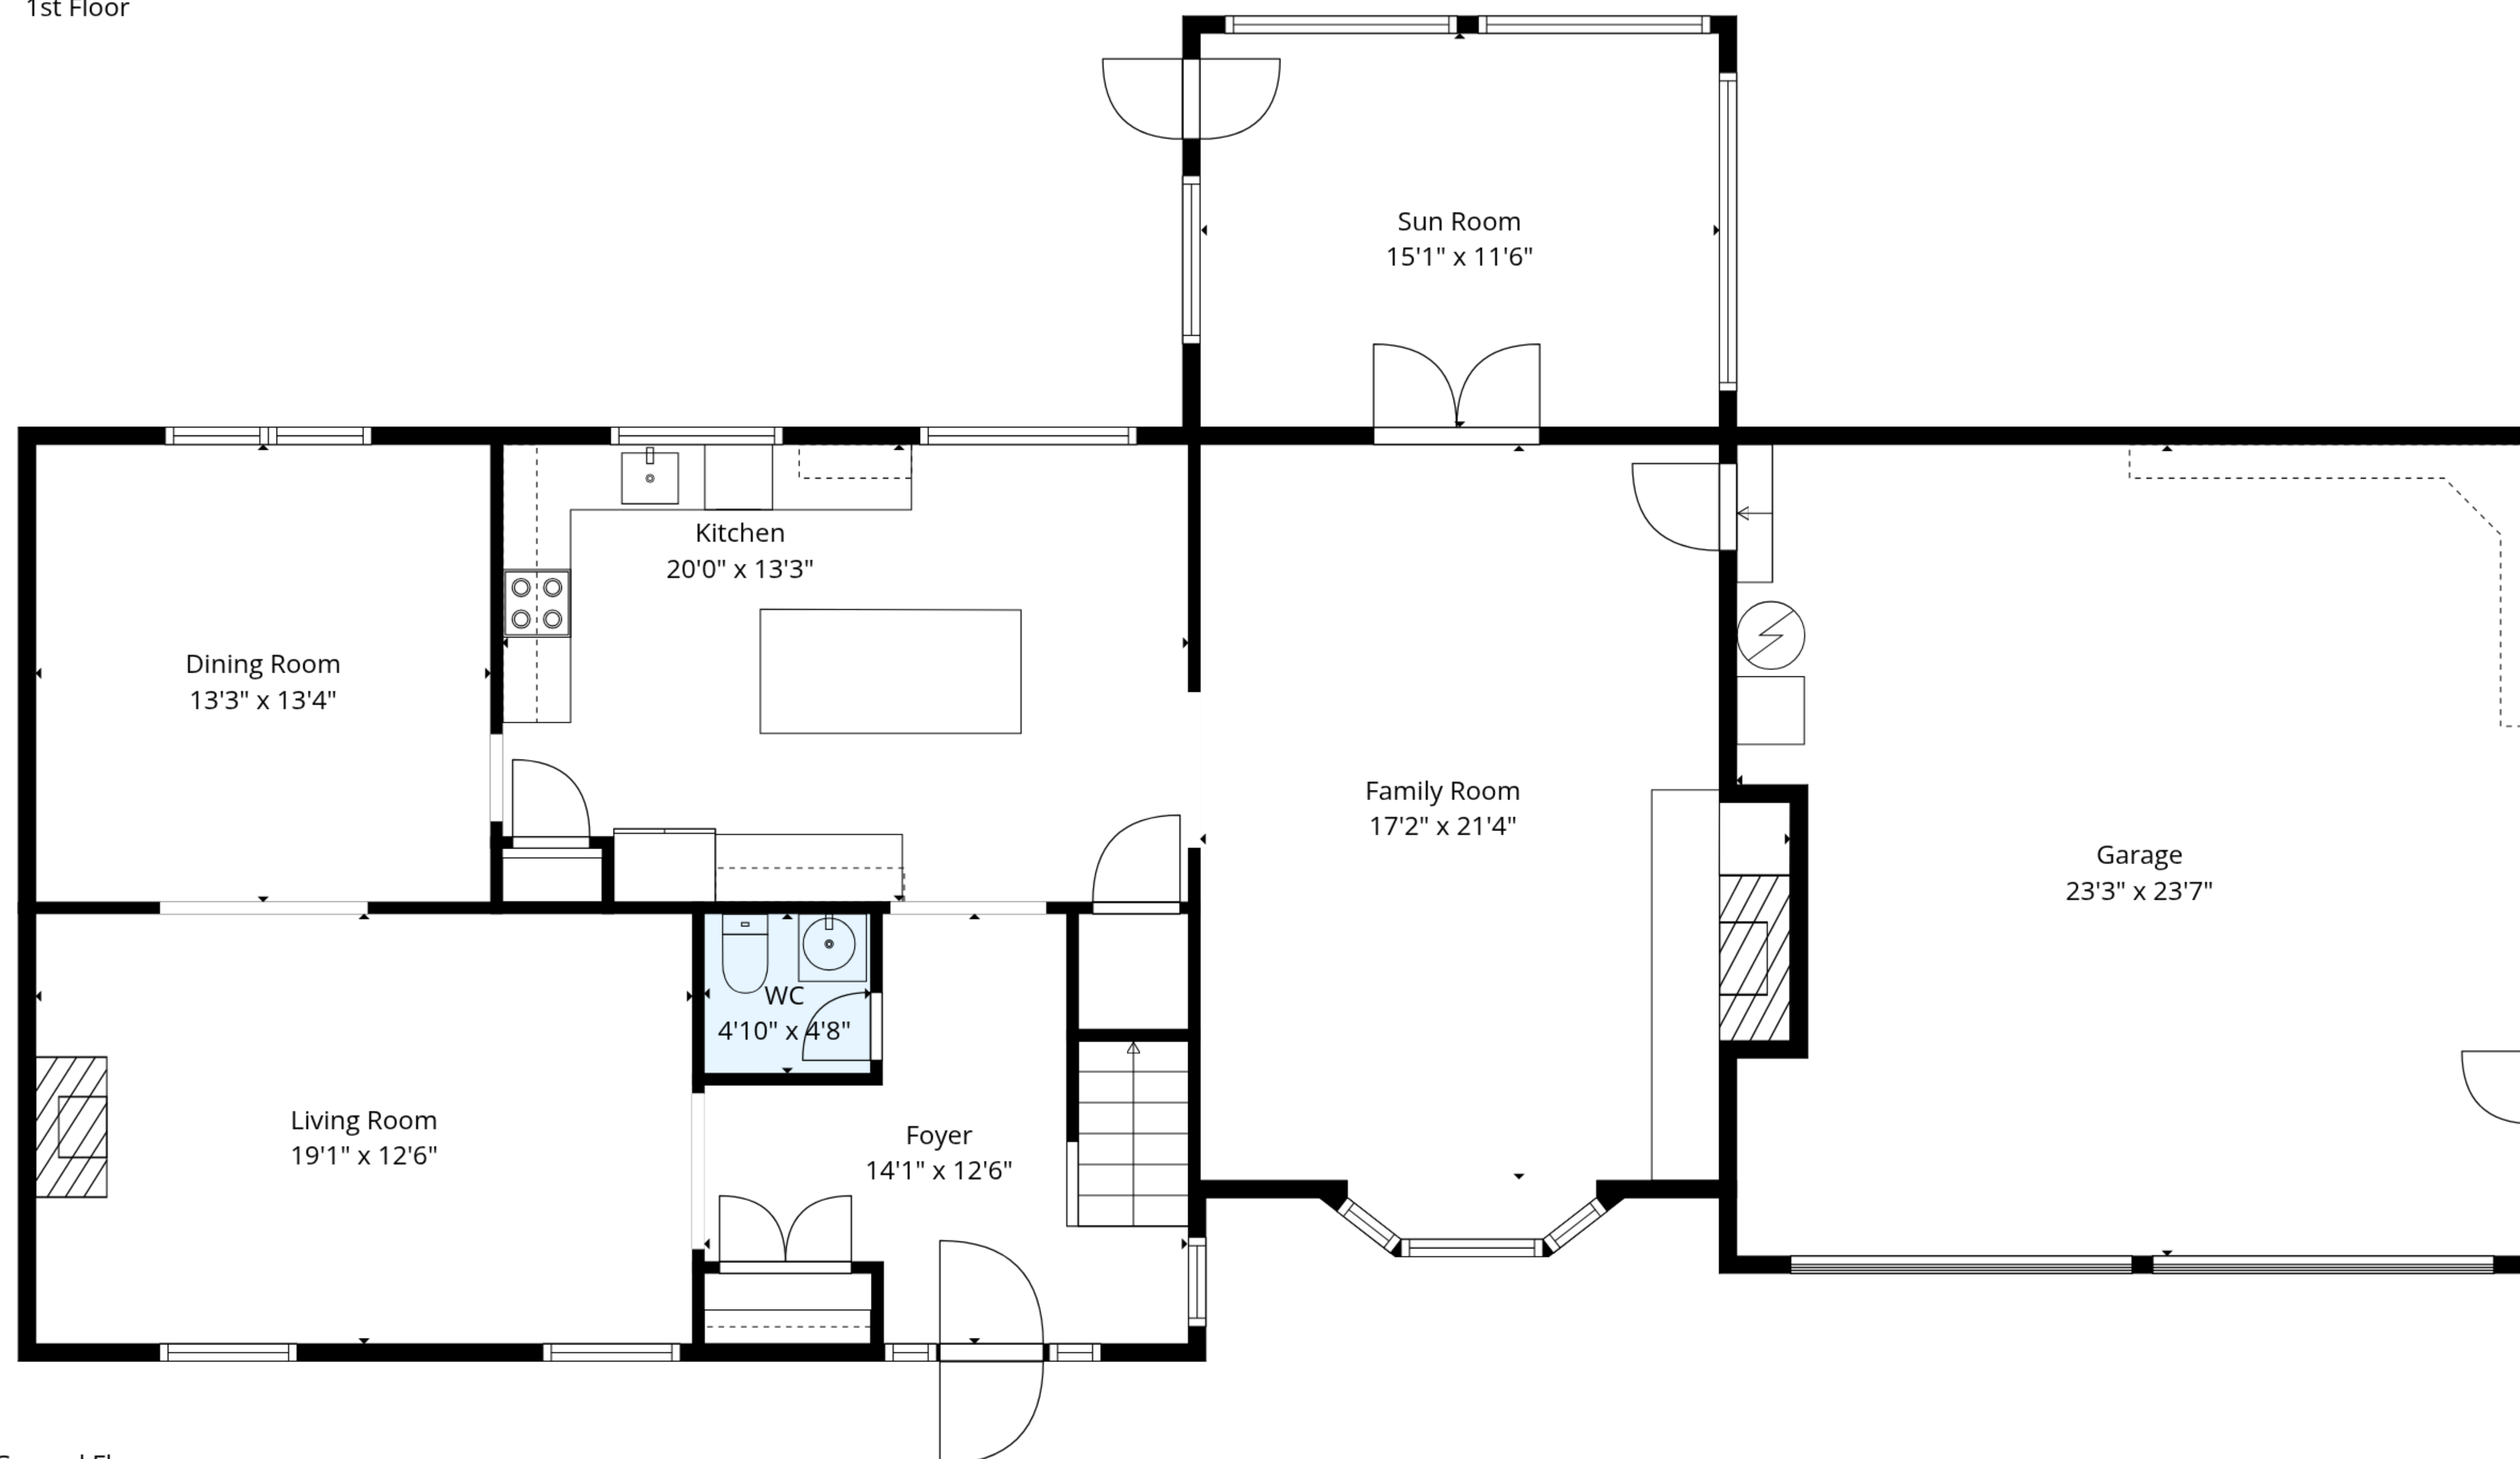 1st Floor
Sun Room
15'1" x 11'6"
Kitchen
20'0" x 13'3"
Dining Room
13'3" x 13'4"
Family Room
17'2" x 21'4"
Garage
23'3" x 23'7"
WC
4'10" x 4'8"
Living Room
19'1" x 12'6"
Foyer
14'1" x 12'6"